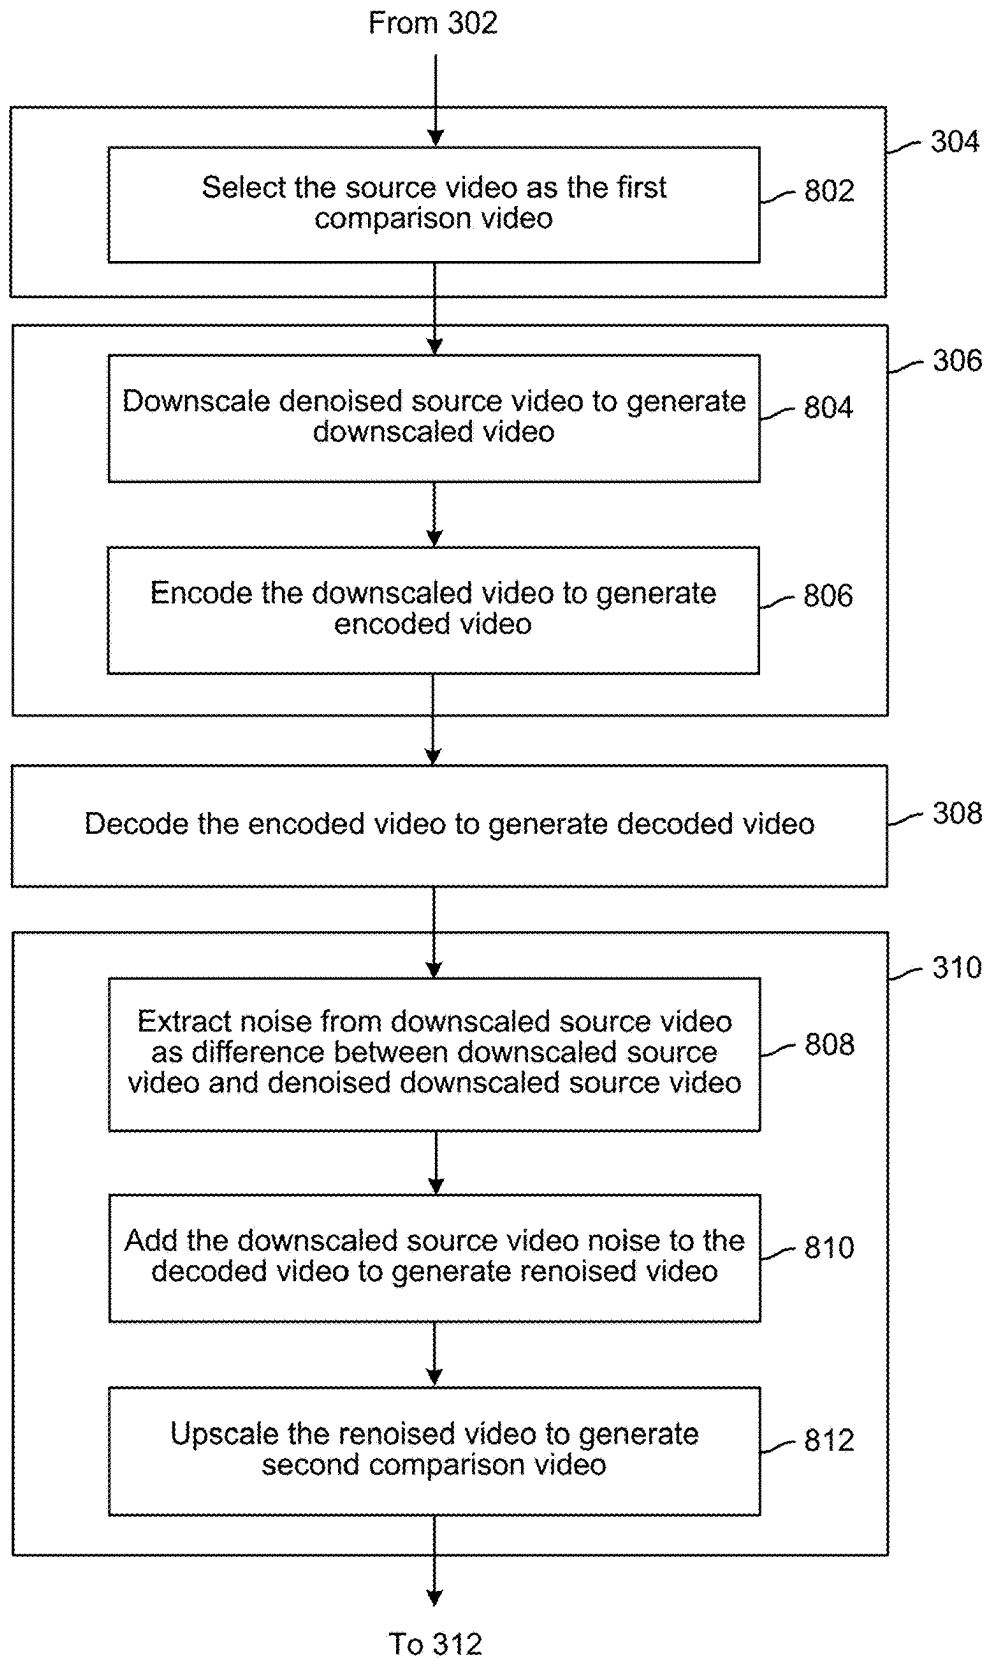 From 302
304
Select the source video as the first
comparison video
802
306
Downscale denoised source video to generate
downscaled video
804
Encode the downscaled video to generate
encoded video
806
Decode the encoded video to generate decoded video
308
310
Extract noise from downscaled source video
as difference between downscaled source
video and denoised downscaled source video
808
Add the downscaled source video noise to the
decoded video to generate renoised video
810
Upscale the renoised video to generate
second comparison video
812
To 312